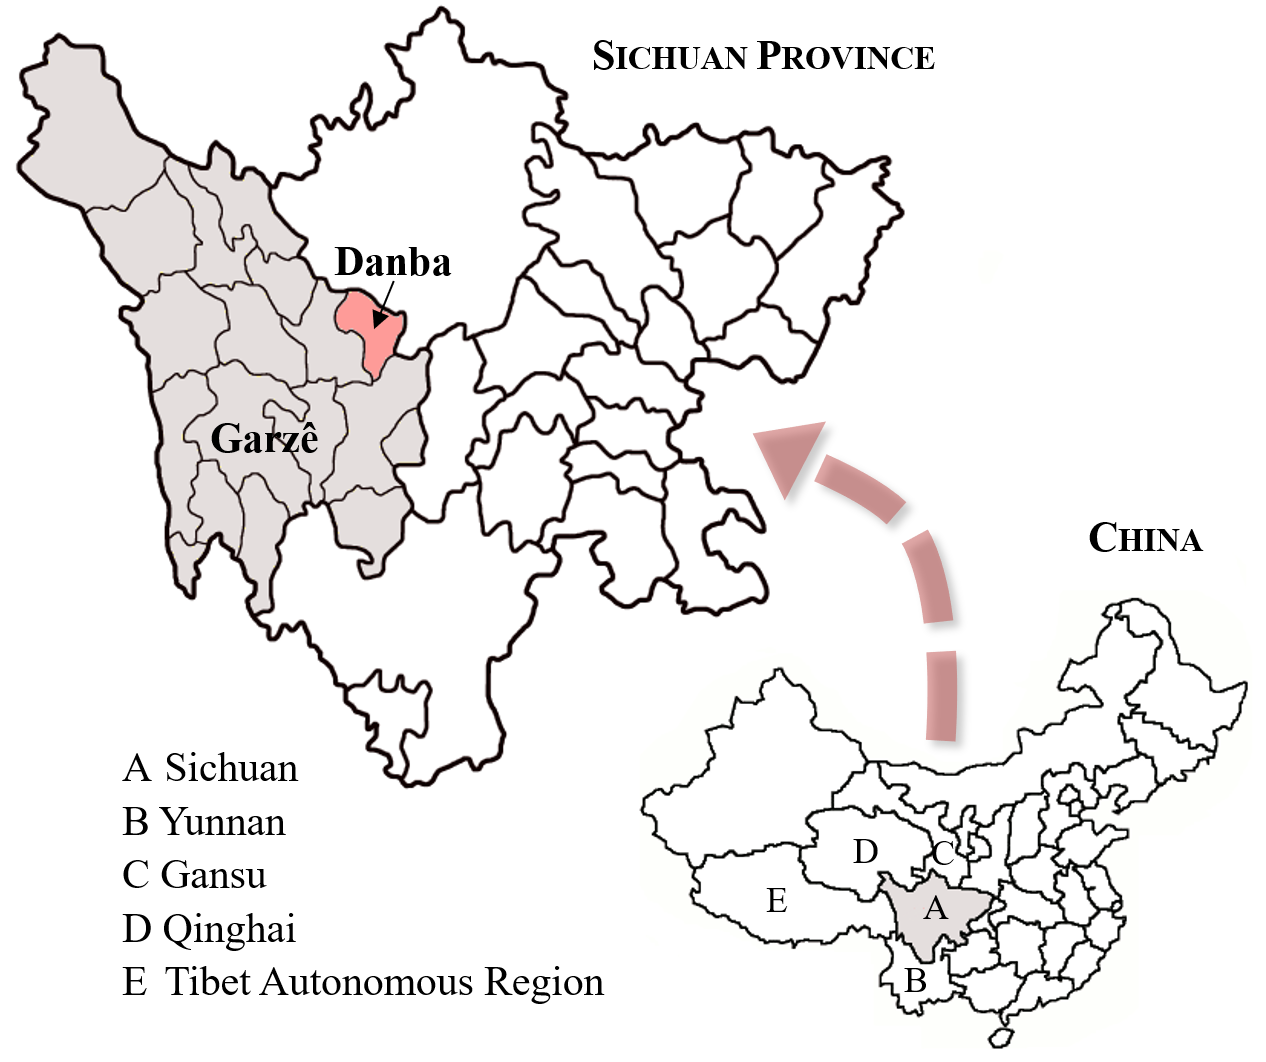 SICHUAN PROVINCE
Danba
Garzê
CHINA
A Sichuan
B Yunnan
C Gansu
D Qinghai
E Tibet Autonomous Region
D
C
E
A
B